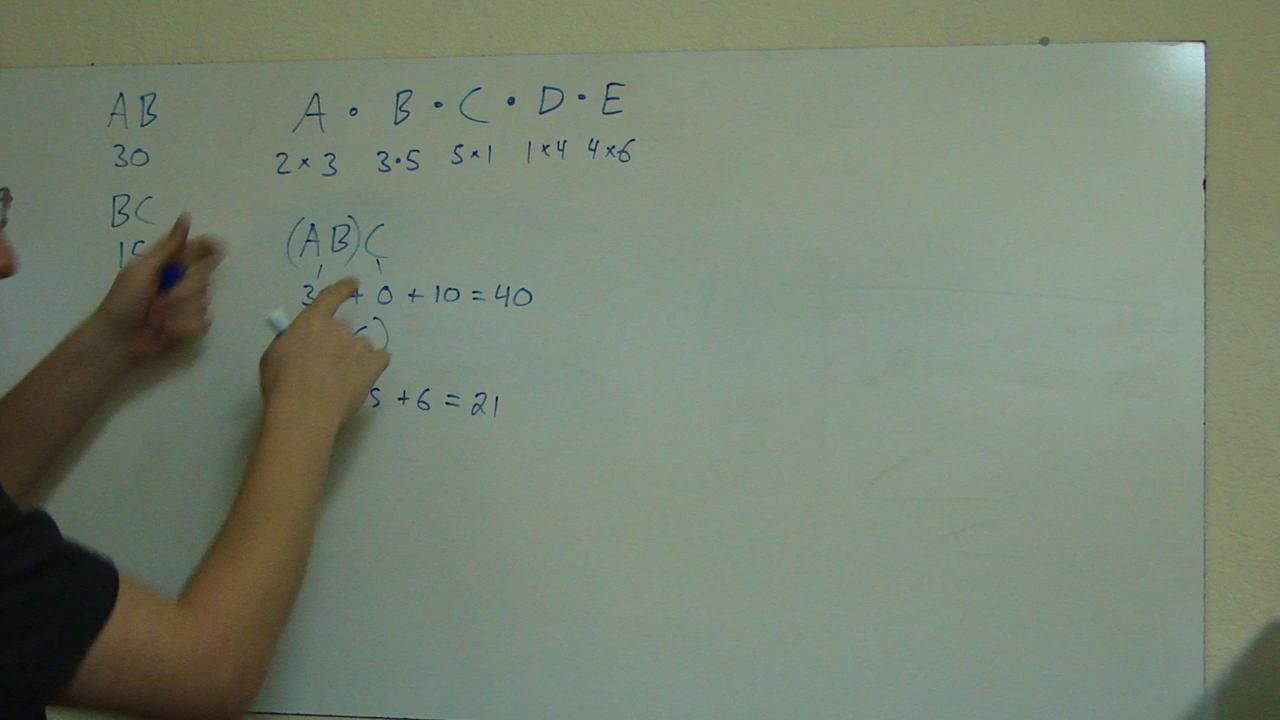 AB
30
BC
A • B • C • D • E
2×3 3•5 5×1 1×4 4×6
(AB)C
+ 0 + 10 = 40
)
+ 6 = 21